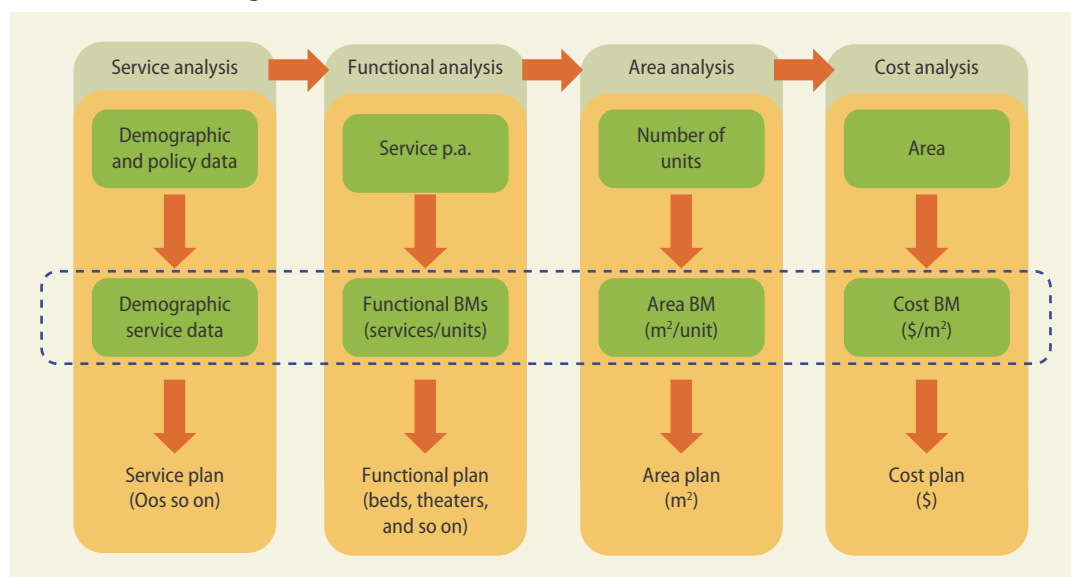 Service analysis
Functional analysis
Area analysis
Cost analysis
Demographic
and policy data
Service p.a.
Number of
units
Area
Demographic
service data
Functional BMs
(services/units)
Area BM
(m²/unit)
Cost BM
($/m²)
Service plan
(Oos so on)
Functional plan
(beds, theaters,
and so on)
Area plan
(m²)
Cost plan
($)